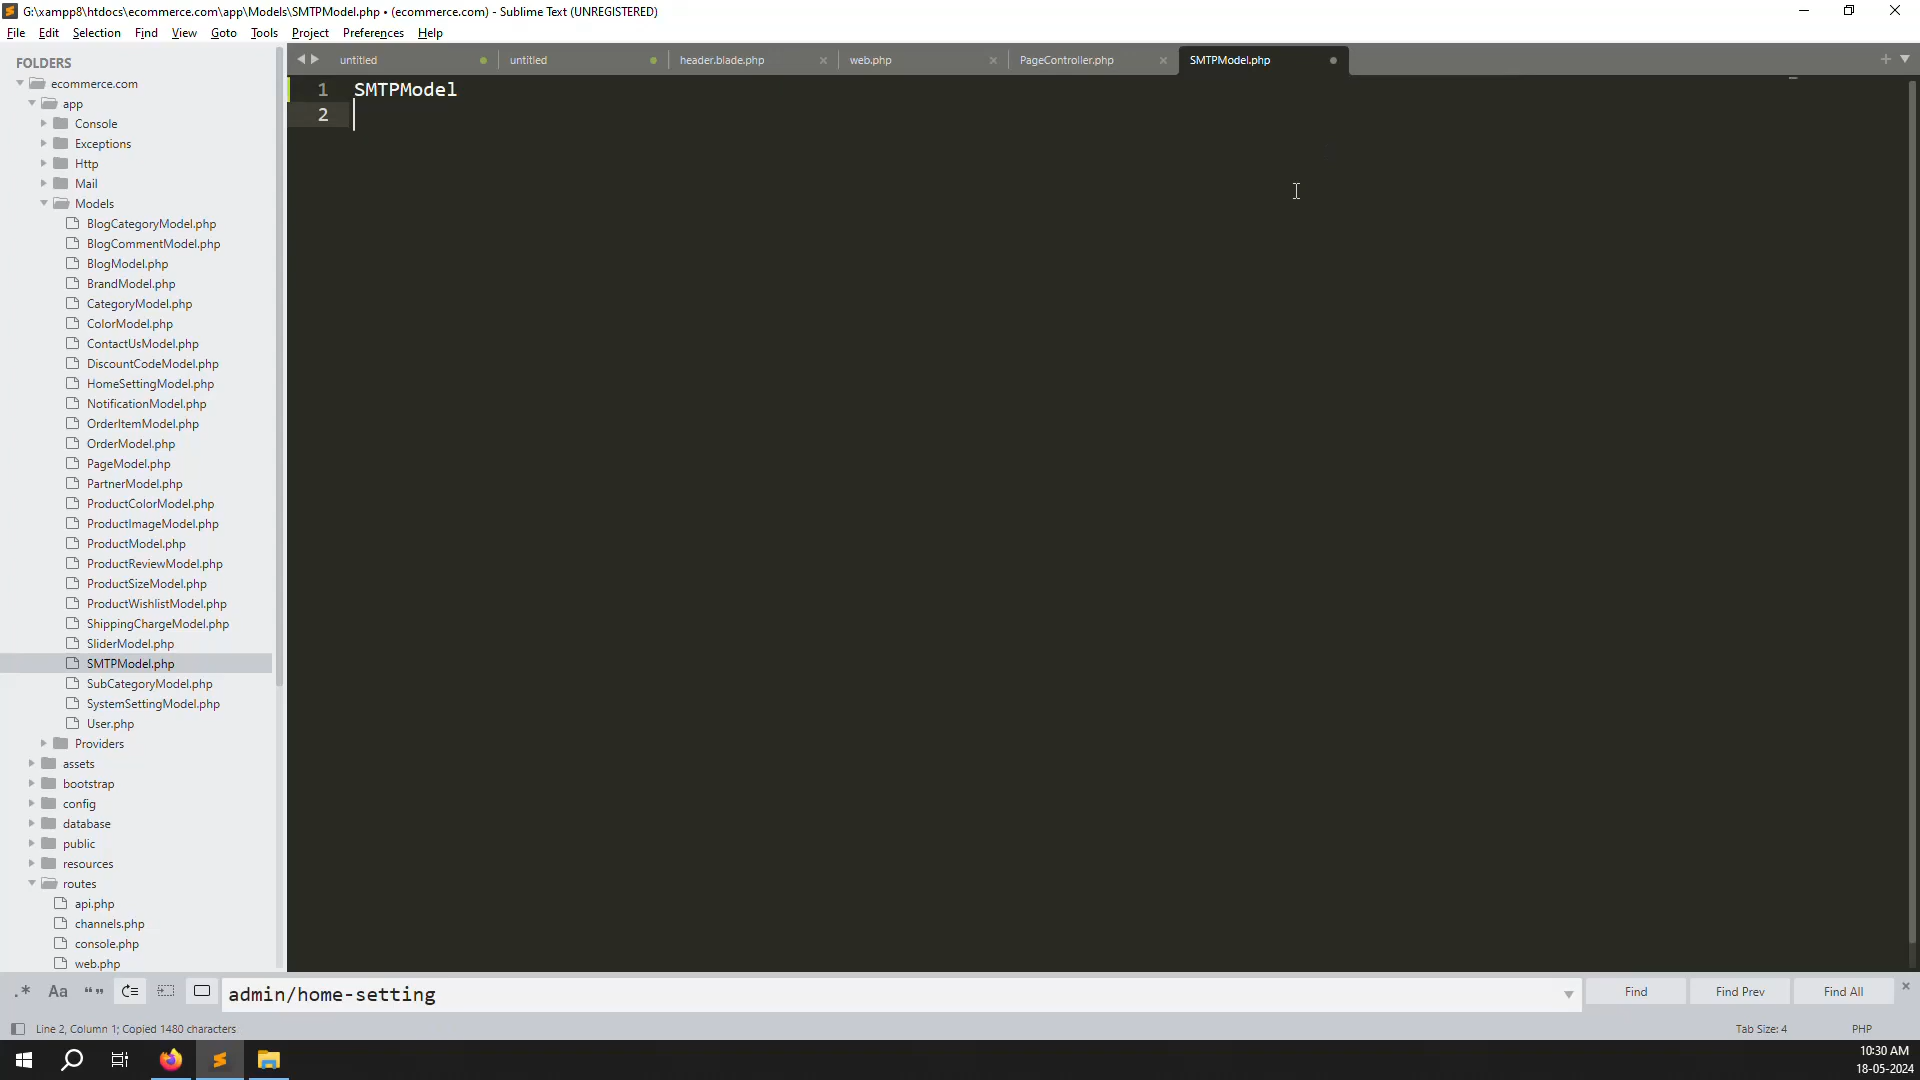 G:\xampp8\htdocs\ecommerce.com\app\Models\SMTPModel.php • (ecommerce.com) - Sublime Text (UNREGISTERED)
File Edit Selection Find View Goto Tools Project Preferences Help
FOLDERS
ecommerce.com
app
Console
Exceptions
Http
Mail
Models
BlogCategoryModel.php
BlogCommentModel.php
BlogModel.php
BrandModel.php
CategoryModel.php
ColorModel.php
ContactUsModel.php
DiscountCodeModel.php
HomeSettingModel.php
NotificationModel.php
OrderItemModel.php
OrderModel.php
PageModel.php
PartnerModel.php
ProductColorModel.php
ProductImageModel.php
ProductModel.php
ProductReviewModel.php
ProductSizeModel.php
ProductWishlistModel.php
ShippingChargeModel.php
SliderModel.php
SMTPModel.php
SubCategoryModel.php
SystemSettingModel.php
User.php
Providers
assets
bootstrap
config
database
public
resources
routes
api.php
channels.php
console.php
web.php
untitled untitled header.blade.php web.php PageController.php SMTPModel.php
1 SMTPModel
2
.* Aa “” admin/home-setting Find Find Prev Find All
Line 2, Column 1; Copied 1480 characters Tab Size: 4 PHP
10:30 AM
18-05-2024